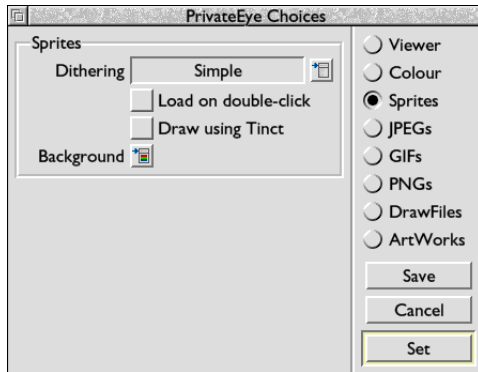 PrivateEye Choices
Sprites
Dithering Simple
Load on double-click
Draw using Tinct
Background
Viewer
Colour
Sprites
JPEGs
GIFs
PNGs
DrawFiles
ArtWorks
Save
Cancel
Set